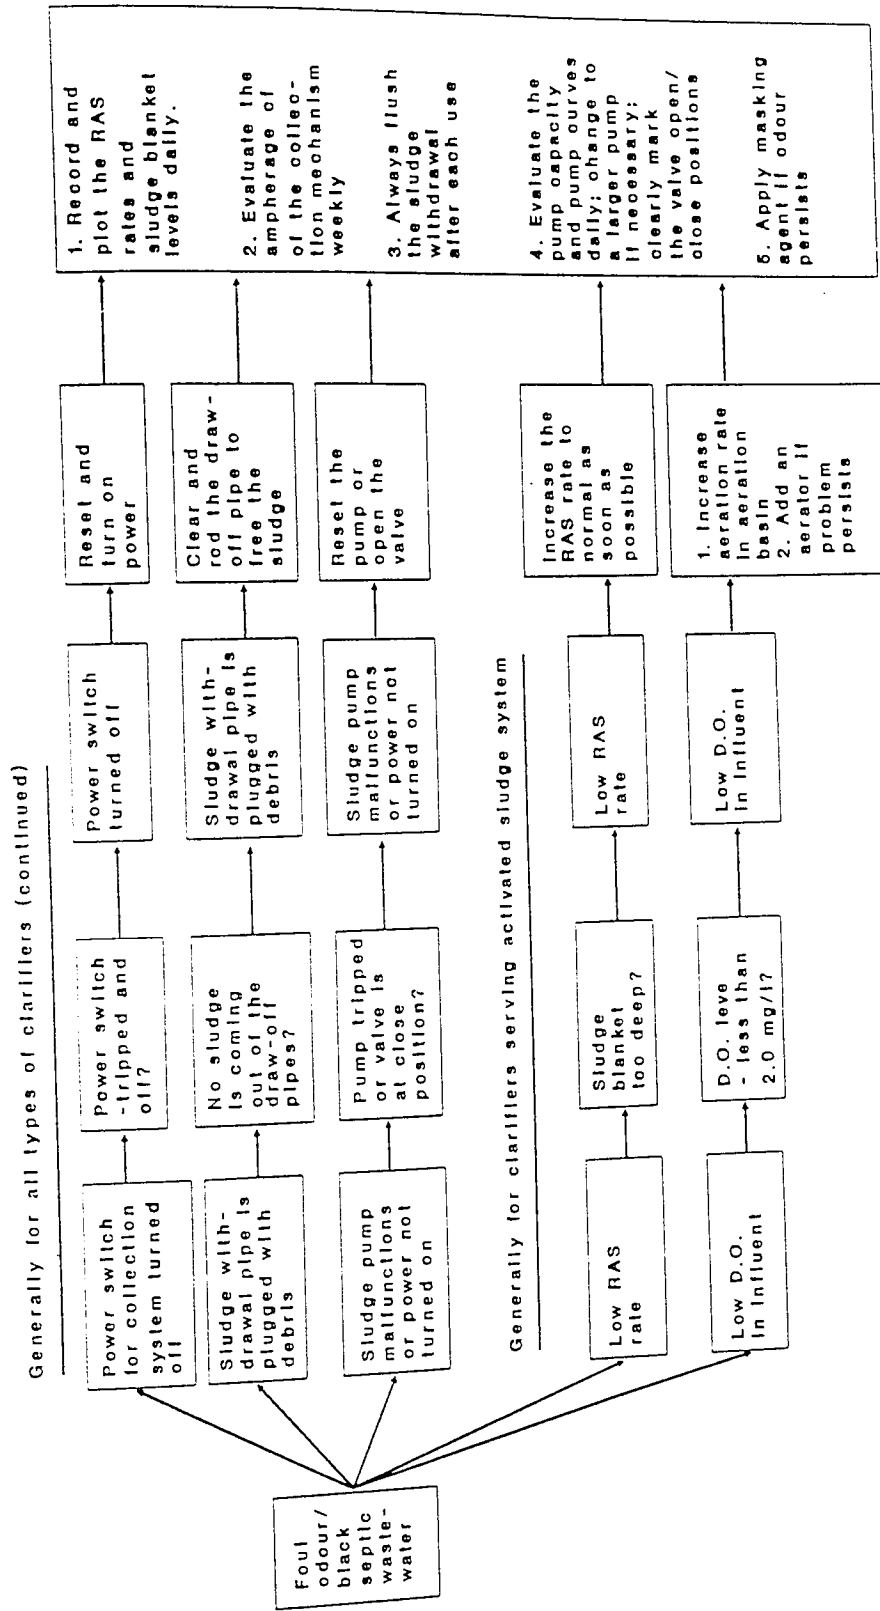 Generally for all types of clarifiers (continued)
Foul
odour/
black
septic
waste-
water
Power switch
for collection
system turned
off
Power switch
-tripped and
off?
Power switch
turned off
Reset and
turn on
power
Sludge with-
drawal pipe is
plugged with
debris
No sludge
is coming
out of the
draw-off
pipes?
Sludge with-
drawal pipe is
plugged with
debris
Clear and
rod the draw-
off pipe to
free the
sludge
Sludge pump
malfunctions
or power not
turned on
Pump tripped
or valve is
at close
position?
Sludge pump
malfunctions
or power not
turned on
Reset the
pump or
open the
valve
Generally for clarifiers serving activated sludge system
Low RAS
rate
Sludge
blanket
too deep?
Low RAS
rate
Increase the
RAS rate to
normal as
soon as
possible
Low D.O.
in influent
D.O. leve
- less than
2.0 mg/l?
Low D.O.
in influent
1. Increase
aeration rate
in aeration
basin
2. Add an
aerator if
problem
persists
1. Record and
plot the RAS
rates and
sludge blanket
levels daily.
2. Evaluate the
ampherage of
of the collec-
tion mechanism
weekly
3. Always flush
the sludge
withdrawal
after each use
4. Evaluate the
pump capacity
and pump curves
daily; change to
a larger pump
if necessary;
clearly mark
the valve open/
close positions
5. Apply masking
agent if odour
persists